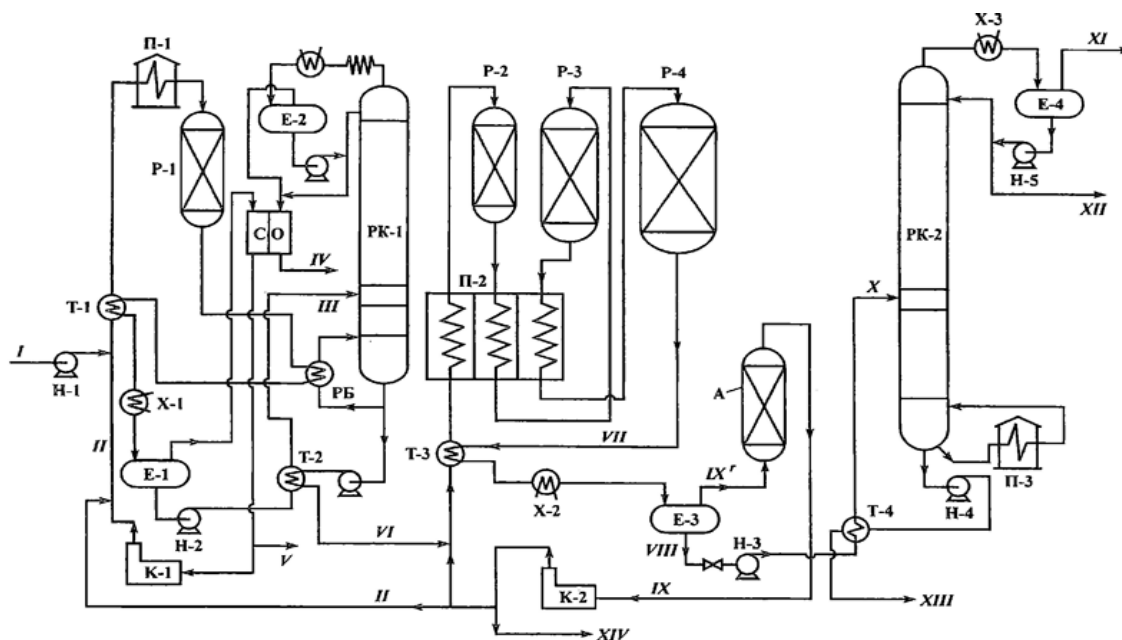 П-1
Р-1
Е-2
РК-1
Р-2
Р-3
Р-4
Х-3
XI
Е-4
Н-5
XII
РК-2
С О
IV
П-2
III
X
Т-1
I
Н-1
РБ
Х-1
II
Е-1
Т-2
Т-3
VII
А
IX г
Х-2
Е-3
П-3
Н-4
Т-4
Н-2
VI
VIII
Н-3
V
К-1
К-2
IX
XIII
II
XIV